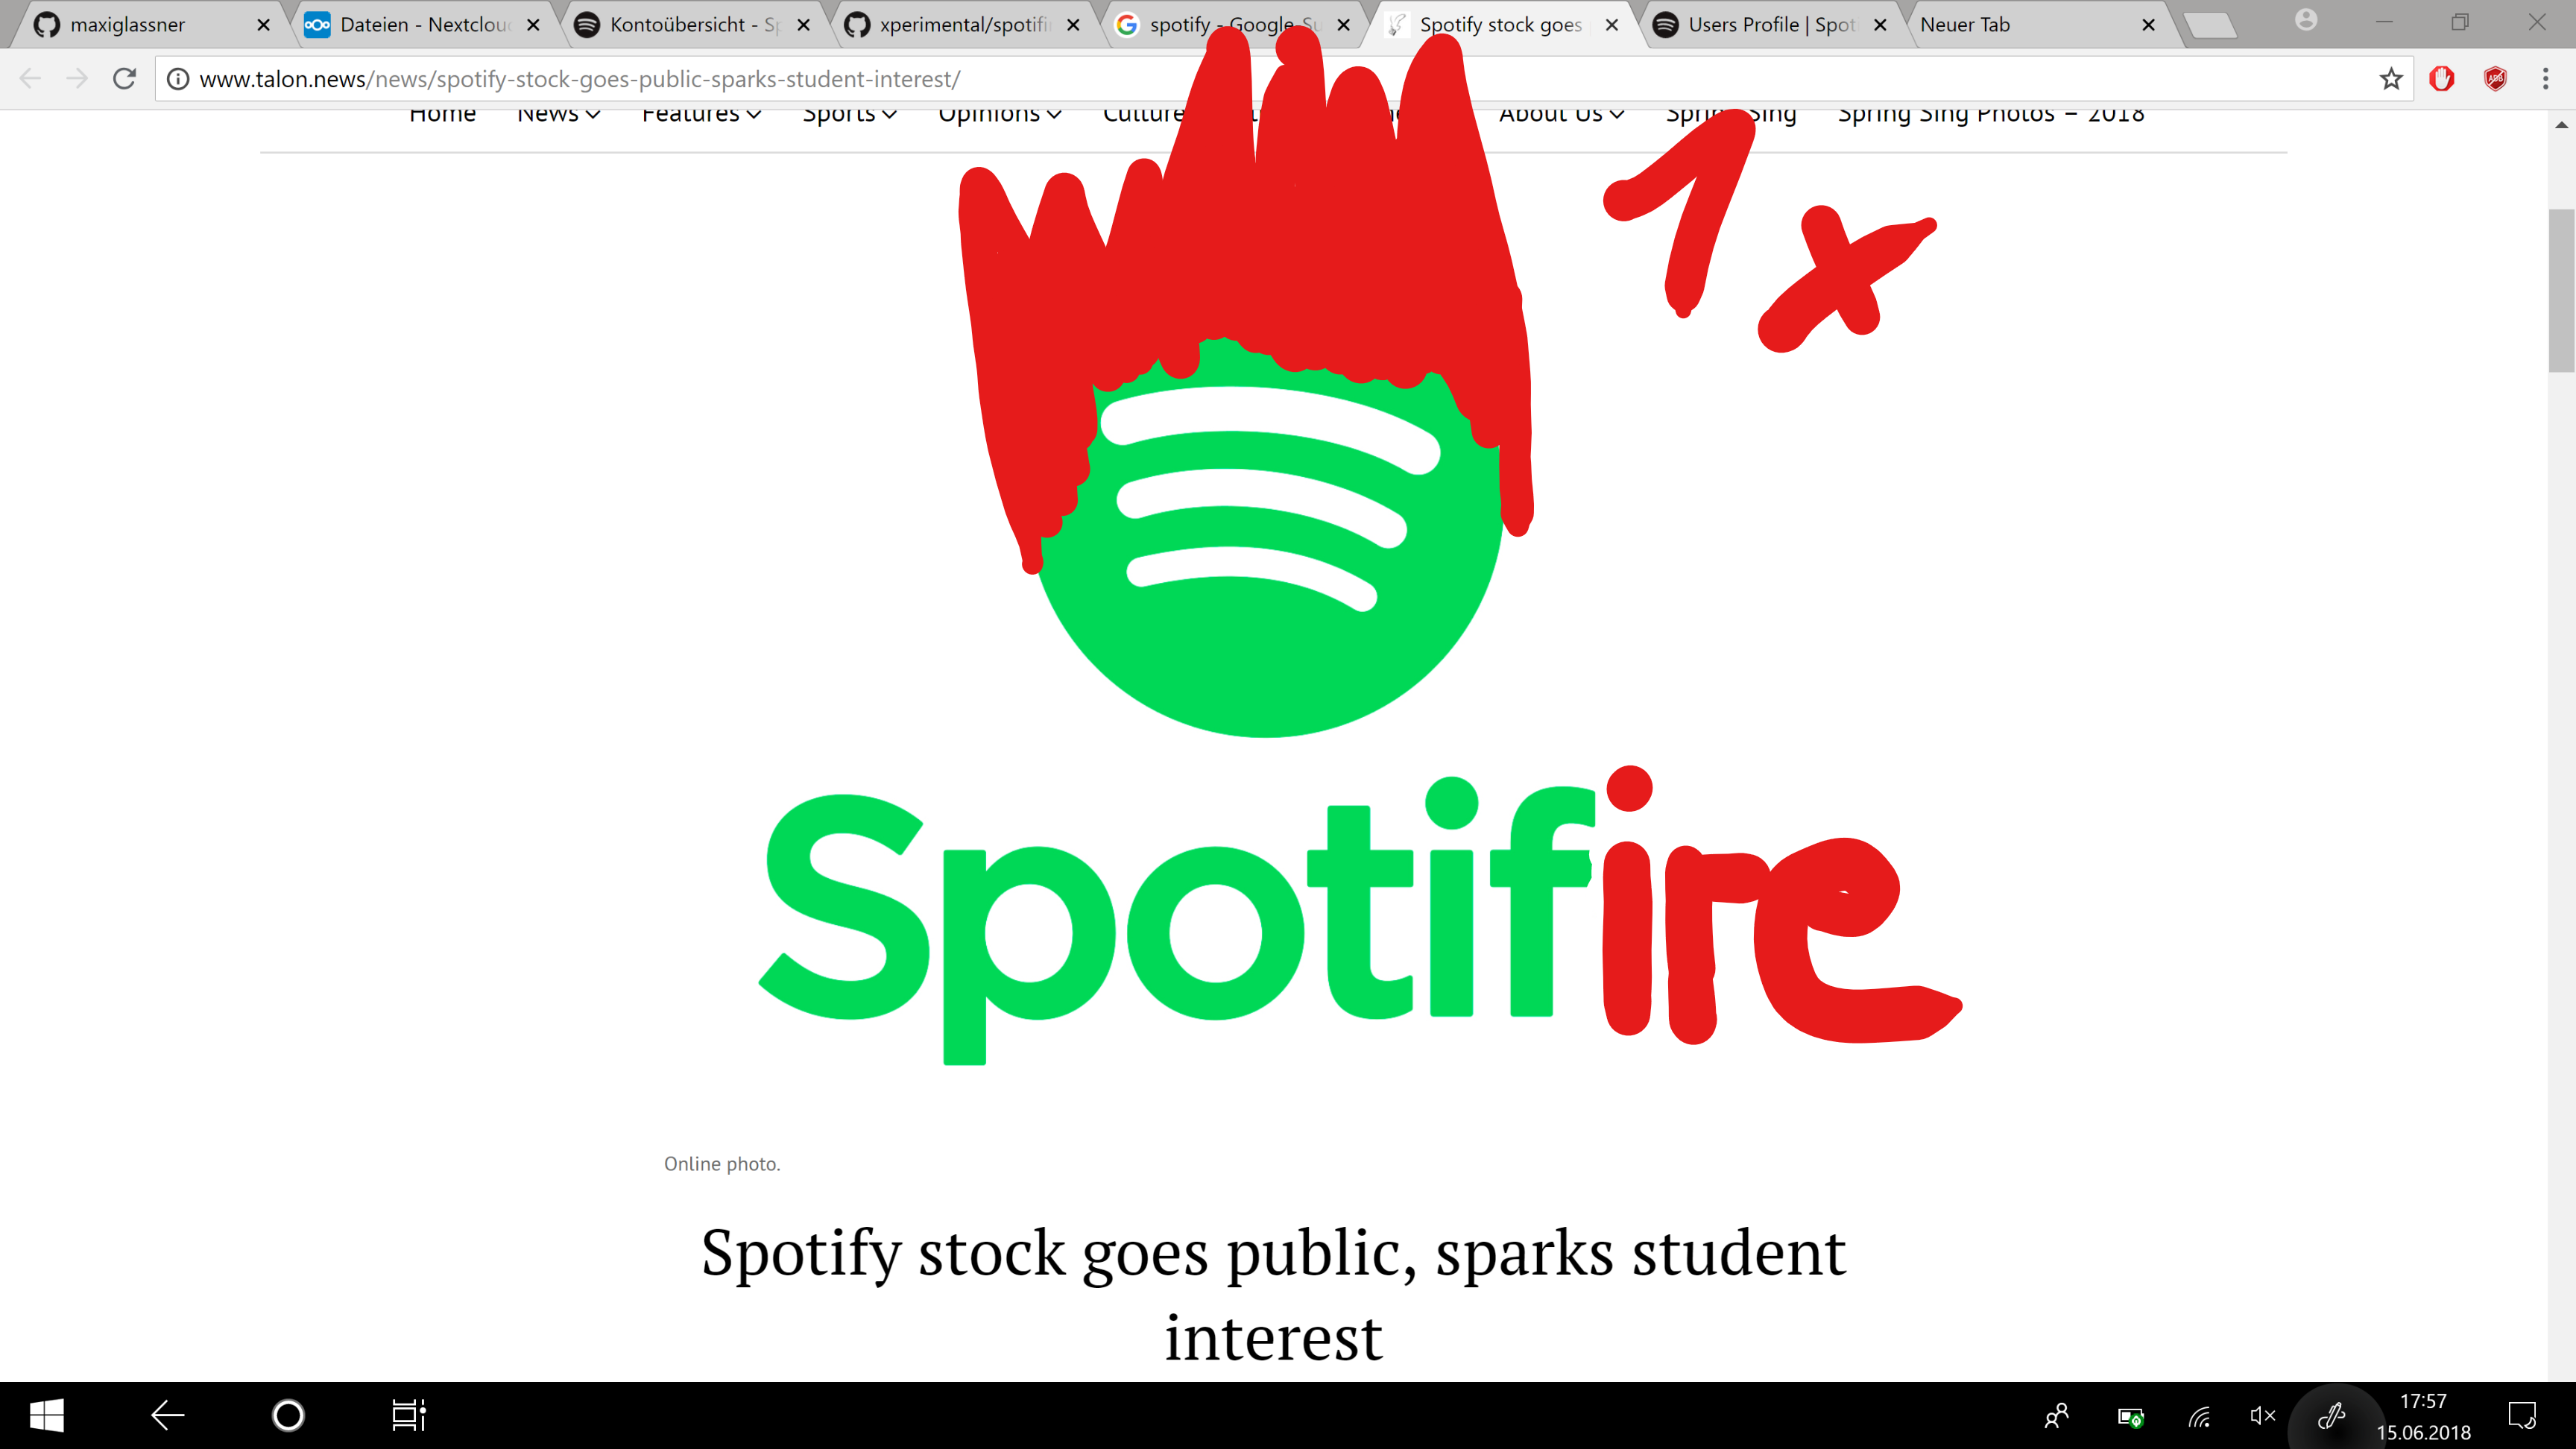 maxiglassner
Dateien - Nextclou
Kontoübersicht - Sp
xperimental/spotifi
spotify - Google-Su
Spotify stock goes
Users Profile | Spot
Neuer Tab
www.talon.news/news/spotify-stock-goes-public-sparks-student-interest/
Home News Features Sports Opinions Culture About Us Spring Sing Spring Sing Photos – 2018
1x
Spotifire
Online photo.
Spotify stock goes public, sparks student
interest
17:57
15.06.2018